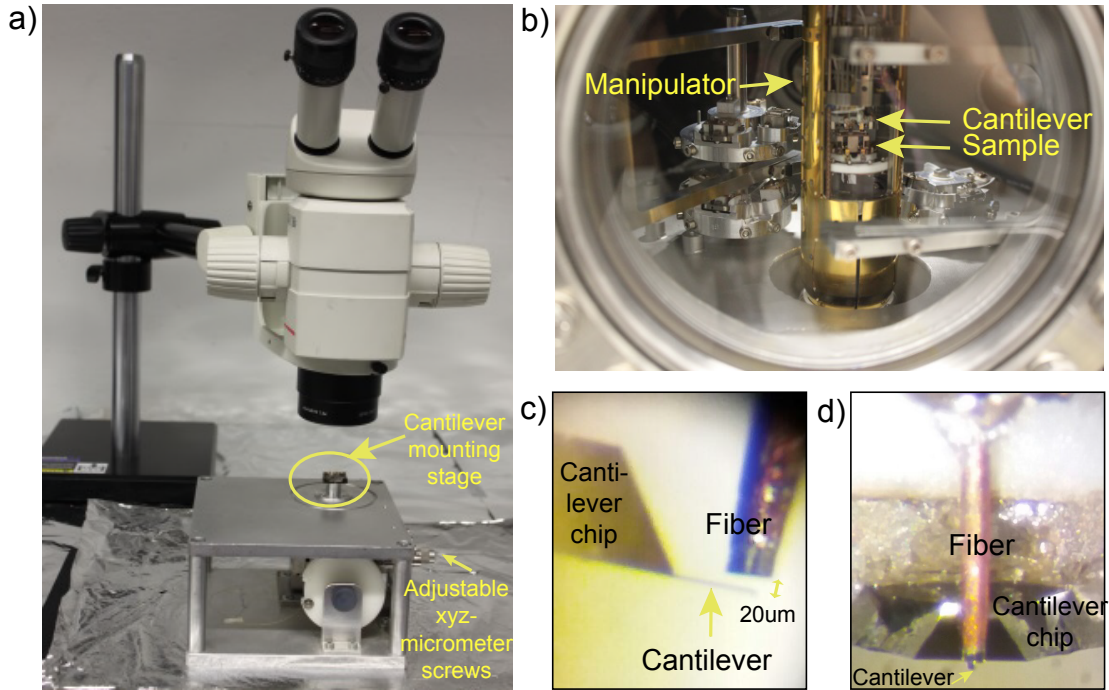 a)
Cantilever
mounting
stage
Adjustable
xyz-
micrometer
screws
b)
Manipulator
Cantilever
Sample
c)
Canti-
lever
chip
Fiber
20um
Cantilever
d)
Fiber
Cantilever
chip
Cantilever